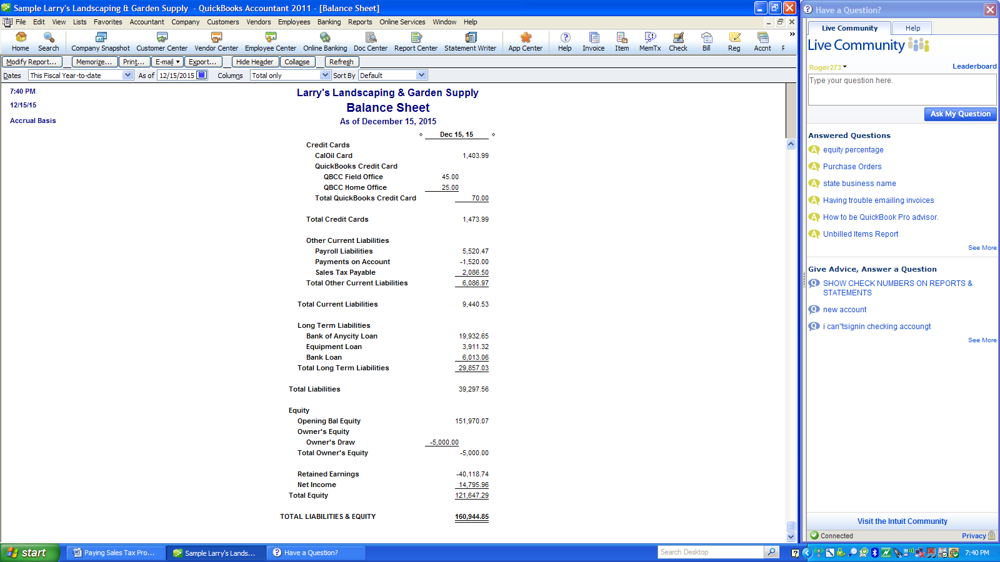 Sample Larry's Landscaping & Garden Supply - QuickBooks Accountant 2011 - [Balance Sheet]
File Edit View Lists Favorites Accountant Company Customers Vendors Employees Banking Reports Online Services Window Help
Home Search Company Snapshot Customer Center Vendor Center Employee Center Online Banking Doc Center Report Center Statement Writer App Center Help Invoice Item MemTx Check Bill Reg Accnt F
Modify Report... Memorize... Print... E-mail Export... Hide Header Collapse Refresh
Dates This Fiscal Year-to-date As of 12/15/2015 Columns Total only Sort By Default
7:40 PM
12/15/15
Accrual Basis
Larry's Landscaping & Garden Supply
Balance Sheet
As of December 15, 2015
Dec 15, 15
Credit Cards
CalOil Card 1,403.99
QuickBooks Credit Card
QBCC Field Office 45.00
QBCC Home Office 25.00
Total QuickBooks Credit Card 70.00
Total Credit Cards 1,473.99
Other Current Liabilities
Payroll Liabilities 5,520.47
Payments on Account -1,520.00
Sales Tax Payable 2,086.50
Total Other Current Liabilities 6,086.97
Total Current Liabilities 9,440.53
Long Term Liabilities
Bank of Anycity Loan 19,932.65
Equipment Loan 3,911.32
Bank Loan 6,013.06
Total Long Term Liabilities 29,857.03
Total Liabilities 39,297.56
Equity
Opening Bal Equity 151,970.07
Owner's Equity
Owner's Draw -5,000.00
Total Owner's Equity -5,000.00
Retained Earnings -40,118.74
Net Income 14,795.96
Total Equity 121,647.29
TOTAL LIABILITIES & EQUITY 160,944.85
Have a Question?
Live Community Help
Live Community
Roger273 Leaderboard
Type your question here.
Ask My Question
Answered Questions
equity percentage
Purchase Orders
state business name
Having trouble emailing invoices
How to be QuickBook Pro advisor.
Unbilled Items Report
See More
Give Advice, Answer a Question
SHOW CHECK NUMBERS ON REPORTS &
STATEMENTS
new account
i can"tsignin checking accoungt
See More
Visit the Intuit Community
Connected Privacy
start Paying Sales Tax Pro... Sample Larry's Lands... Have a Question? Search Desktop 7:40 PM